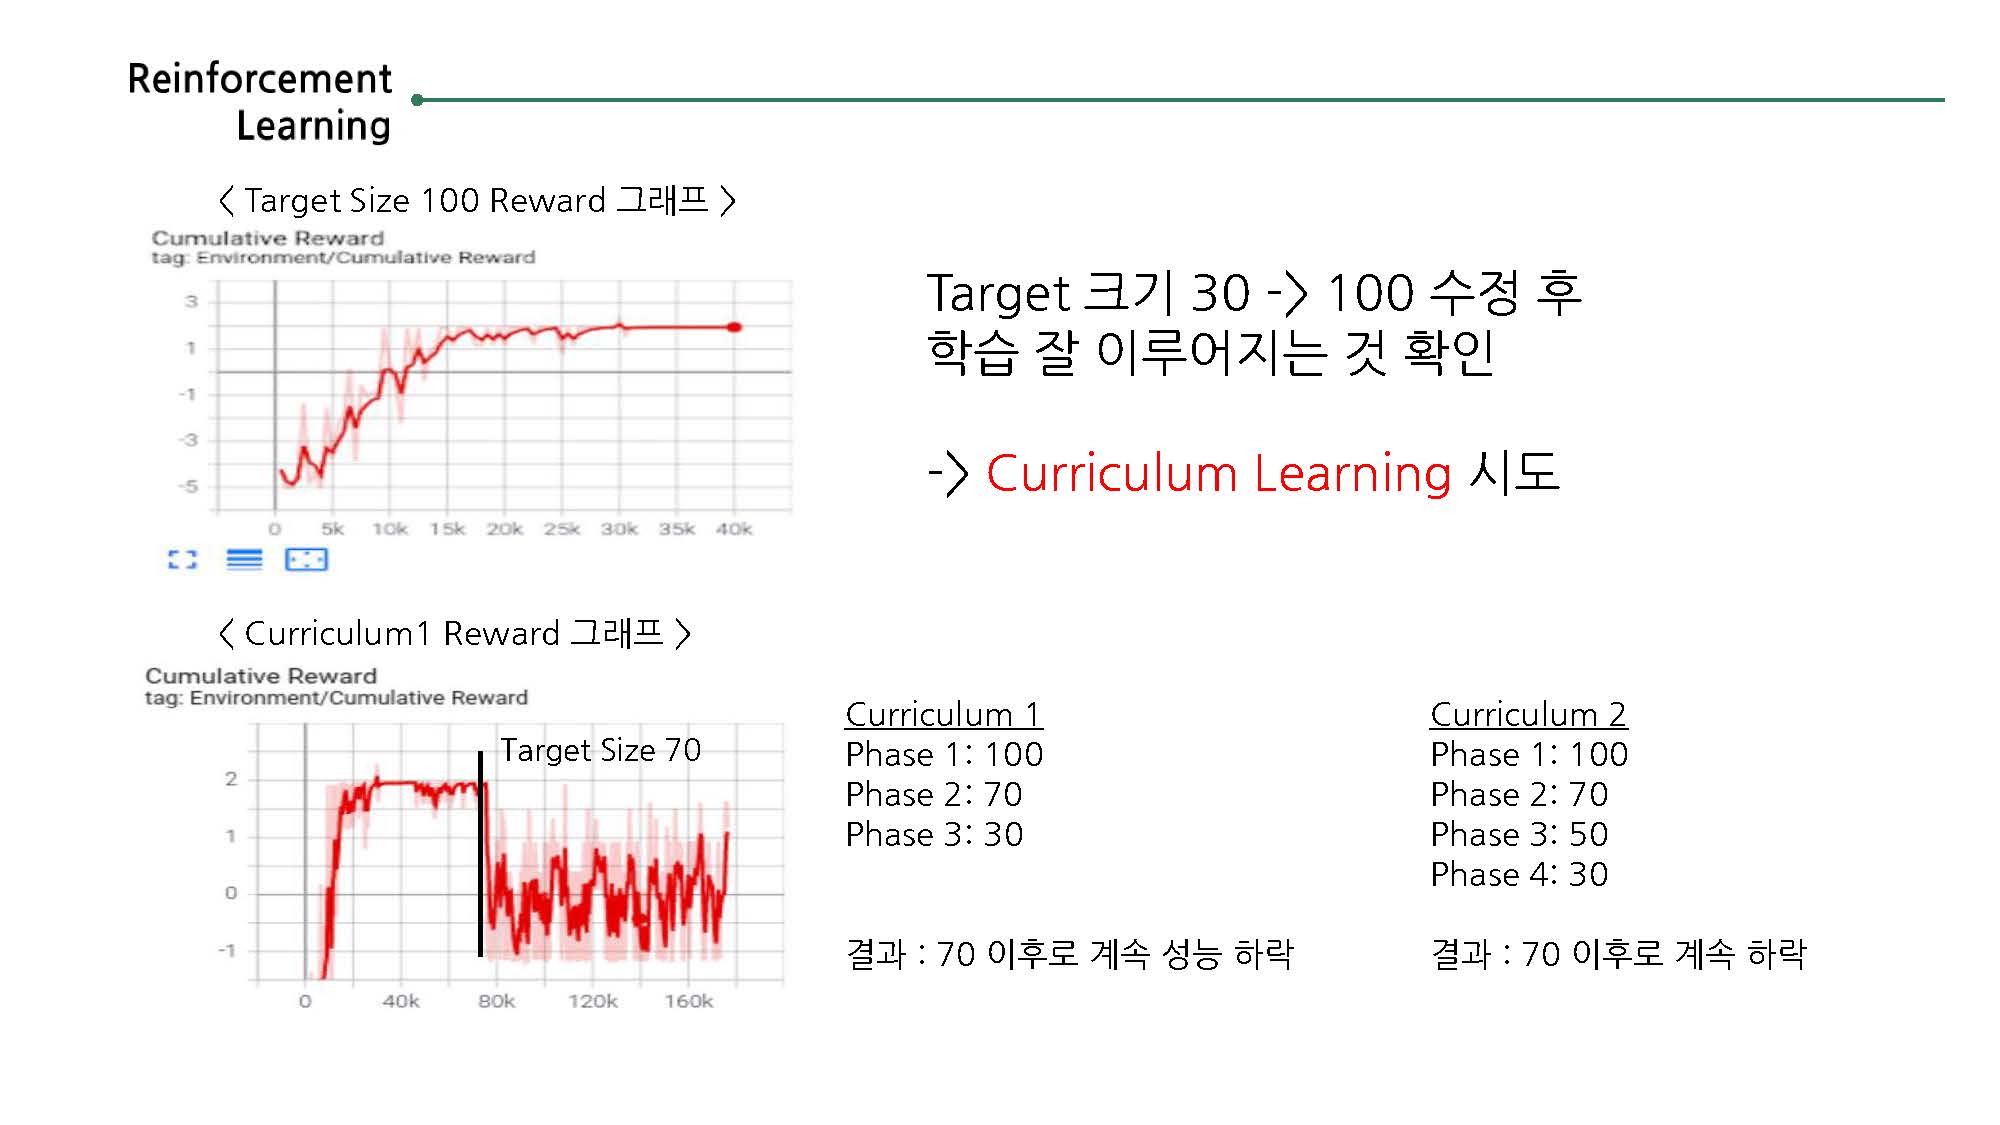 Reinforcement
Learning
< Target Size 100 Reward 그래프 >
Cumulative Reward
tag: Environment/Cumulative Reward
3
1
-1
-3
-5
0 5k 10k 15k 20k 25k 30k 35k 40k
Target 크기 30 -> 100 수정 후
학습 잘 이루어지는 것 확인
-> Curriculum Learning 시도
< Curriculum1 Reward 그래프 >
Cumulative Reward
tag: Environment/Cumulative Reward
Target Size 70
2
1
0
-1
0 40k 80k 120k 160k
Curriculum 1
Phase 1: 100
Phase 2: 70
Phase 3: 30
결과 : 70 이후로 계속 성능 하락
Curriculum 2
Phase 1: 100
Phase 2: 70
Phase 3: 50
Phase 4: 30
결과 : 70 이후로 계속 하락